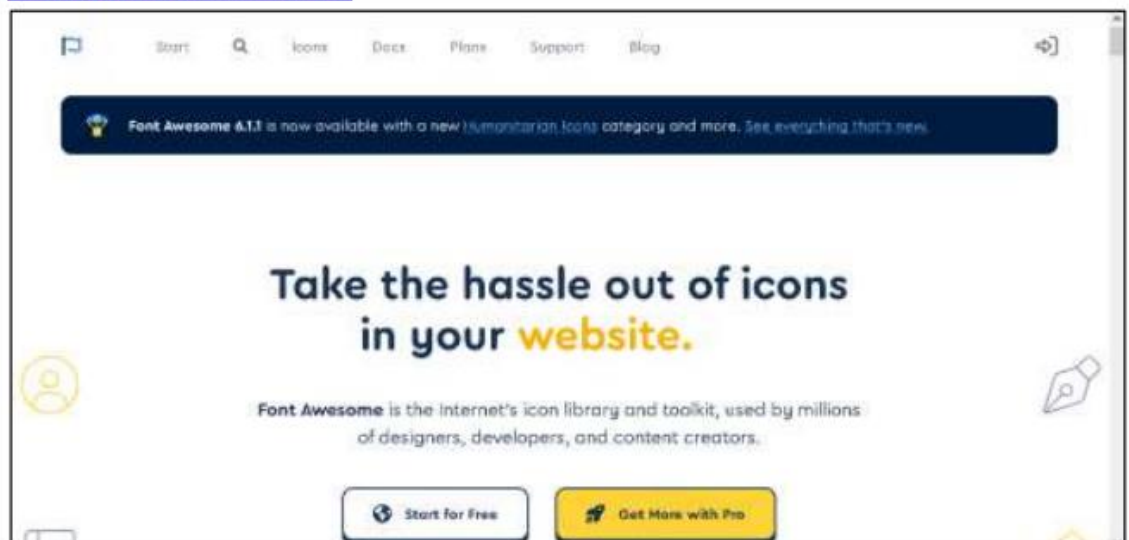 Start Icons Docs Plans Support Blog
Font Awesome 6.1.1 is now available with a new Humanitarian Icons category and more. See everything that's new.
Take the hassle out of icons
in your website.
Font Awesome is the Internet's icon library and toolkit, used by millions
of designers, developers, and content creators.
Start for Free Get More with Pro